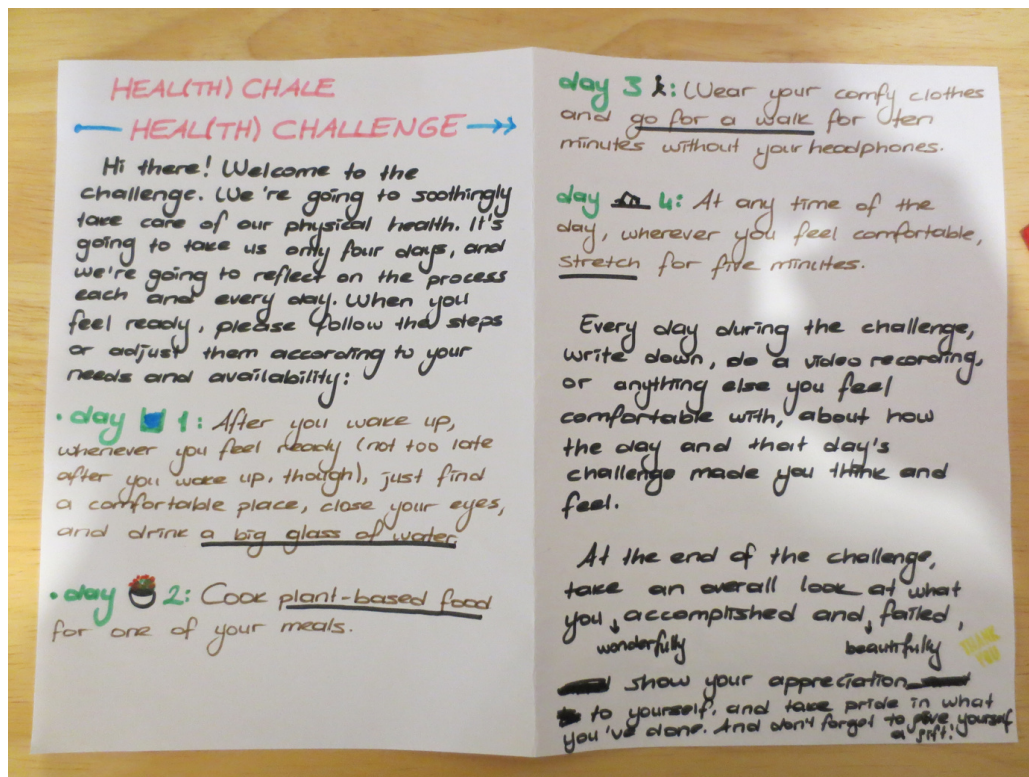 HEAL(TH) CHALE
HEAL(TH) CHALLENGE
Hi there! Welcome to the
challenge. We're going to soothingly
take care of our physical health. It's
going to take us only four days, and
we're going to reflect on the process
each and every day. When you
feel ready, please follow the steps
or adjust them according to your
needs and availability:
• day 1: After you wake up,
whenever you feel ready (not too late
after you wake up, though), just find
a comfortable place, close your eyes,
and drink a big glass of water.
• day 2: Cook plant-based food
for one of your meals.
day 3: Wear your comfy clothes
and go for a walk for ten
minutes without your headphones.
day 4: At any time of the
day, wherever you feel comfortable,
stretch for five minutes.
Every day during the challenge,
write down, do a video recording,
or anything else you feel
comfortable with, about how
the day and that day's
challenge made you think and
feel.
At the end of the challenge,
take an overall look at what
you accomplished and failed,
wonderfully beautifully
THANK
YOU
show your appreciation
to yourself, and take pride in what
you've done. And don't forget to give yourself
a gift!